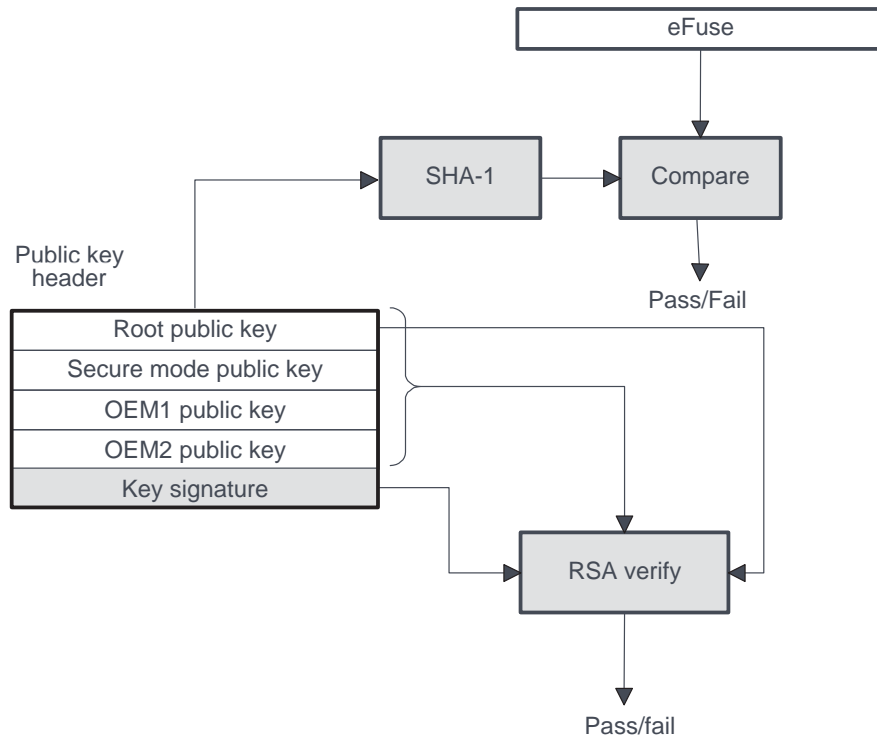 eFuse
SHA-1
Compare
Public key
header
Pass/Fail
Root public key
Secure mode public key
OEM1 public key
OEM2 public key
Key signature
RSA verify
Pass/fail